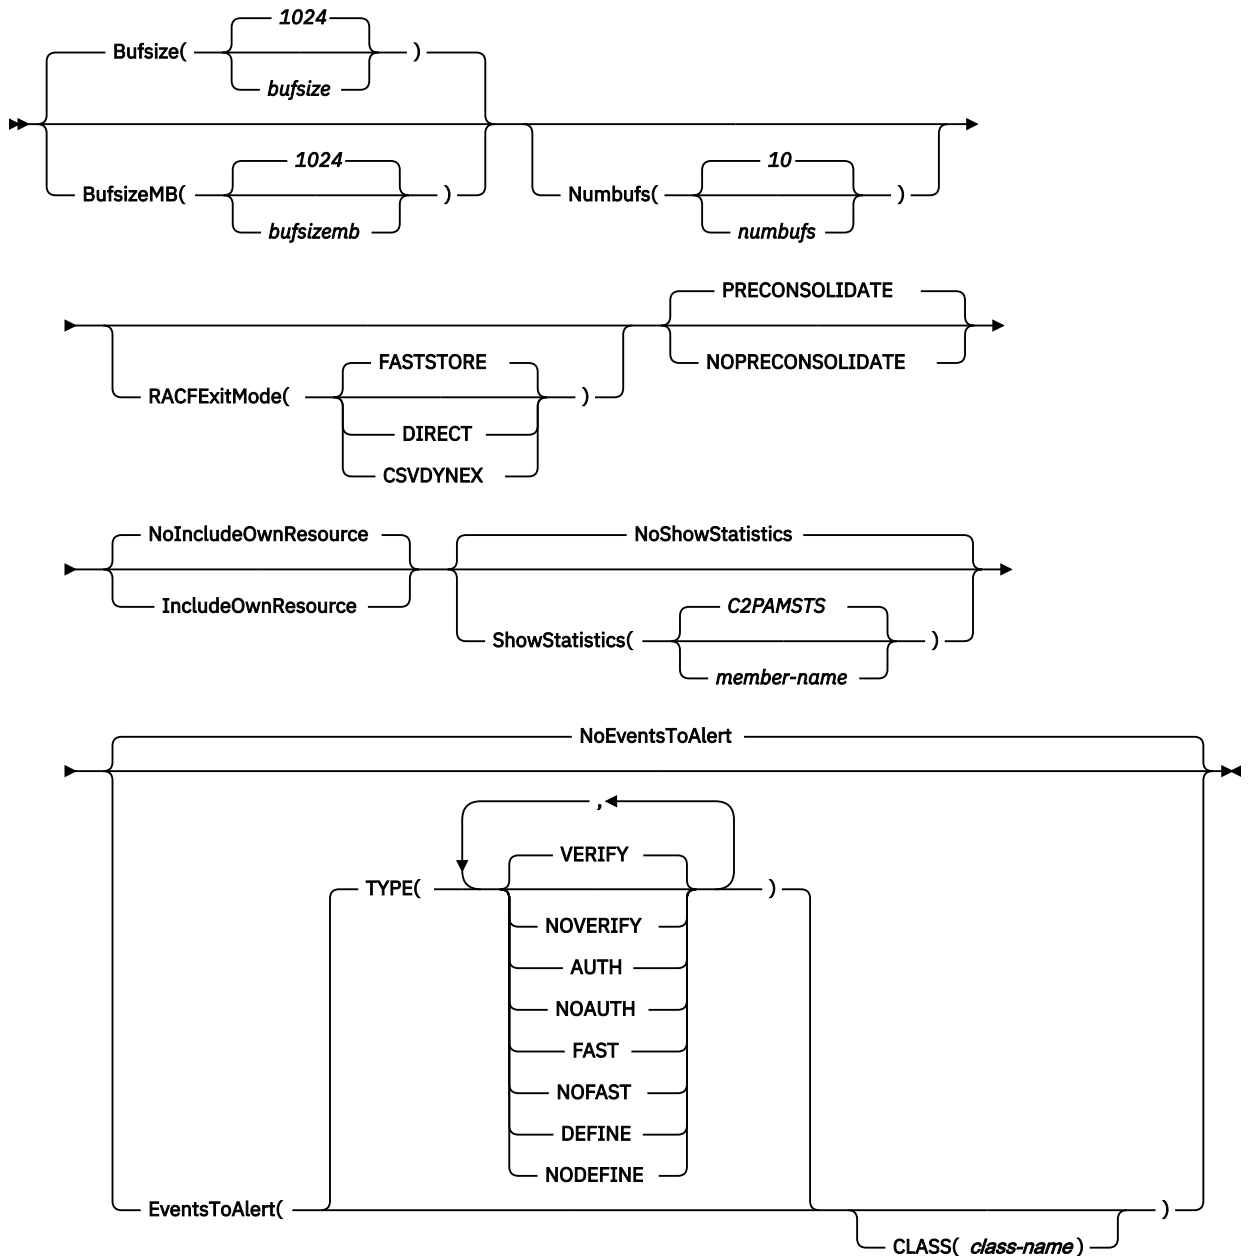 1024
Bufsize( )
bufsize
1024
BufsizeMB( )
bufsizemb
10
Numbufs( )
numbufs
PRECONSOLIDATE
NOPRECONSOLIDATE
FASTSTORE
RACFExitMode( )
DIRECT
CSVDYNEX
NoIncludeOwnResource
IncludeOwnResource
NoShowStatistics
C2PAMSTS
ShowStatistics( )
member-name
NoEventsToAlert
,
VERIFY
TYPE( )
NOVERIFY
AUTH
NOAUTH
FAST
NOFAST
DEFINE
NODEFINE
EventsToAlert( )
CLASS( class-name)